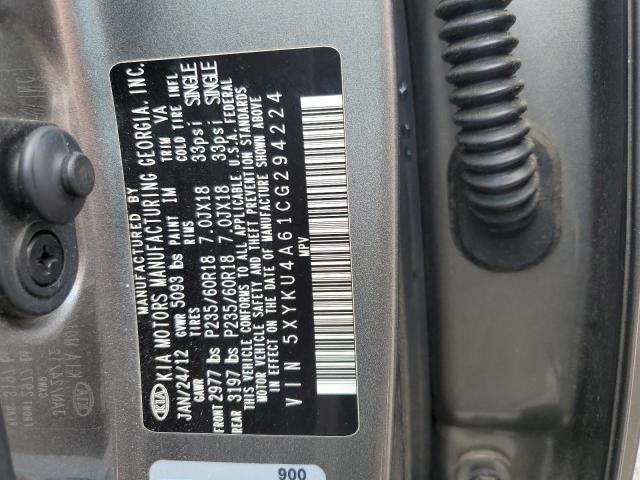 MANUFACTURED BY
KIA KIA MOTORS MANUFACTURING GEORGIA, INC.
JAN/24/12 GVWR 5093 lbs PAINT 1M TRIM VA
GAWR TIRES RIMS COLD TIRE INFL
FRONT 2977 lbs P235/60R18 7.0JX18 33psi SINGLE
REAR 3197 lbs P235/60R18 7.0JX18 33psi SINGLE
THIS VEHICLE CONFORMS TO ALL APPLICABLE U.S.A. FEDERAL
MOTOR VEHICLE SAFETY AND THEFT PREVENTION STANDARDS
IN EFFECT ON THE DATE OF MANUFACTURE SHOWN ABOVE
VIN 5XYKU4A61CG294224
MPV
900